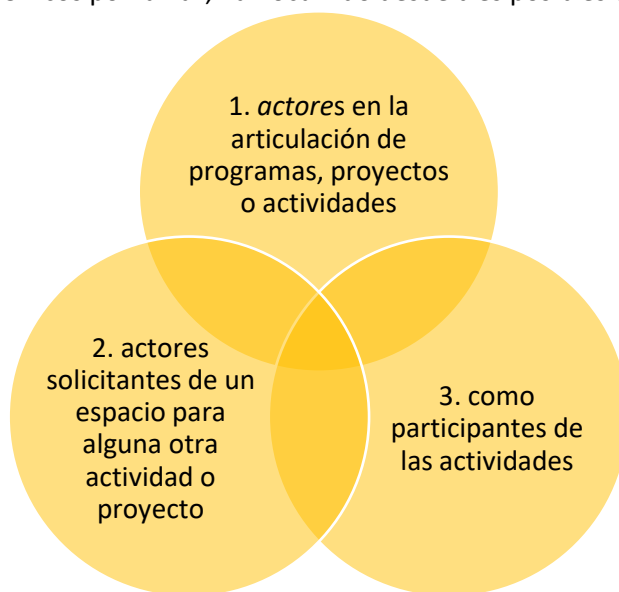 1. actores en la
articulación de
programas, proyectos
o actividades
2. actores
solicitantes de un
espacio para
alguna otra
actividad o
proyecto
3. como
participantes de
las actividades